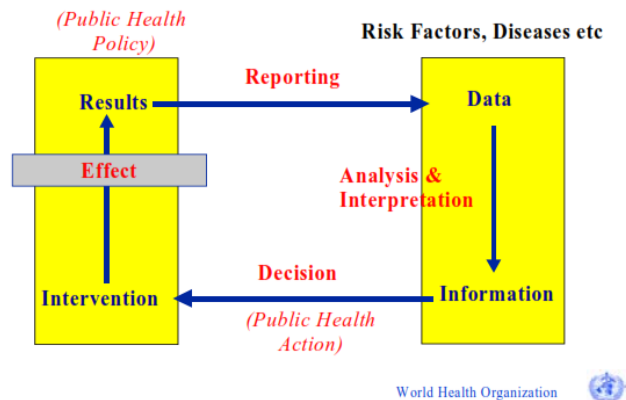 (Public Health
Policy)
Risk Factors, Diseases etc
Reporting
Results
Data
Effect
Analysis &
Interpretation
Decision
Intervention
Information
(Public Health
Action)
World Health Organization